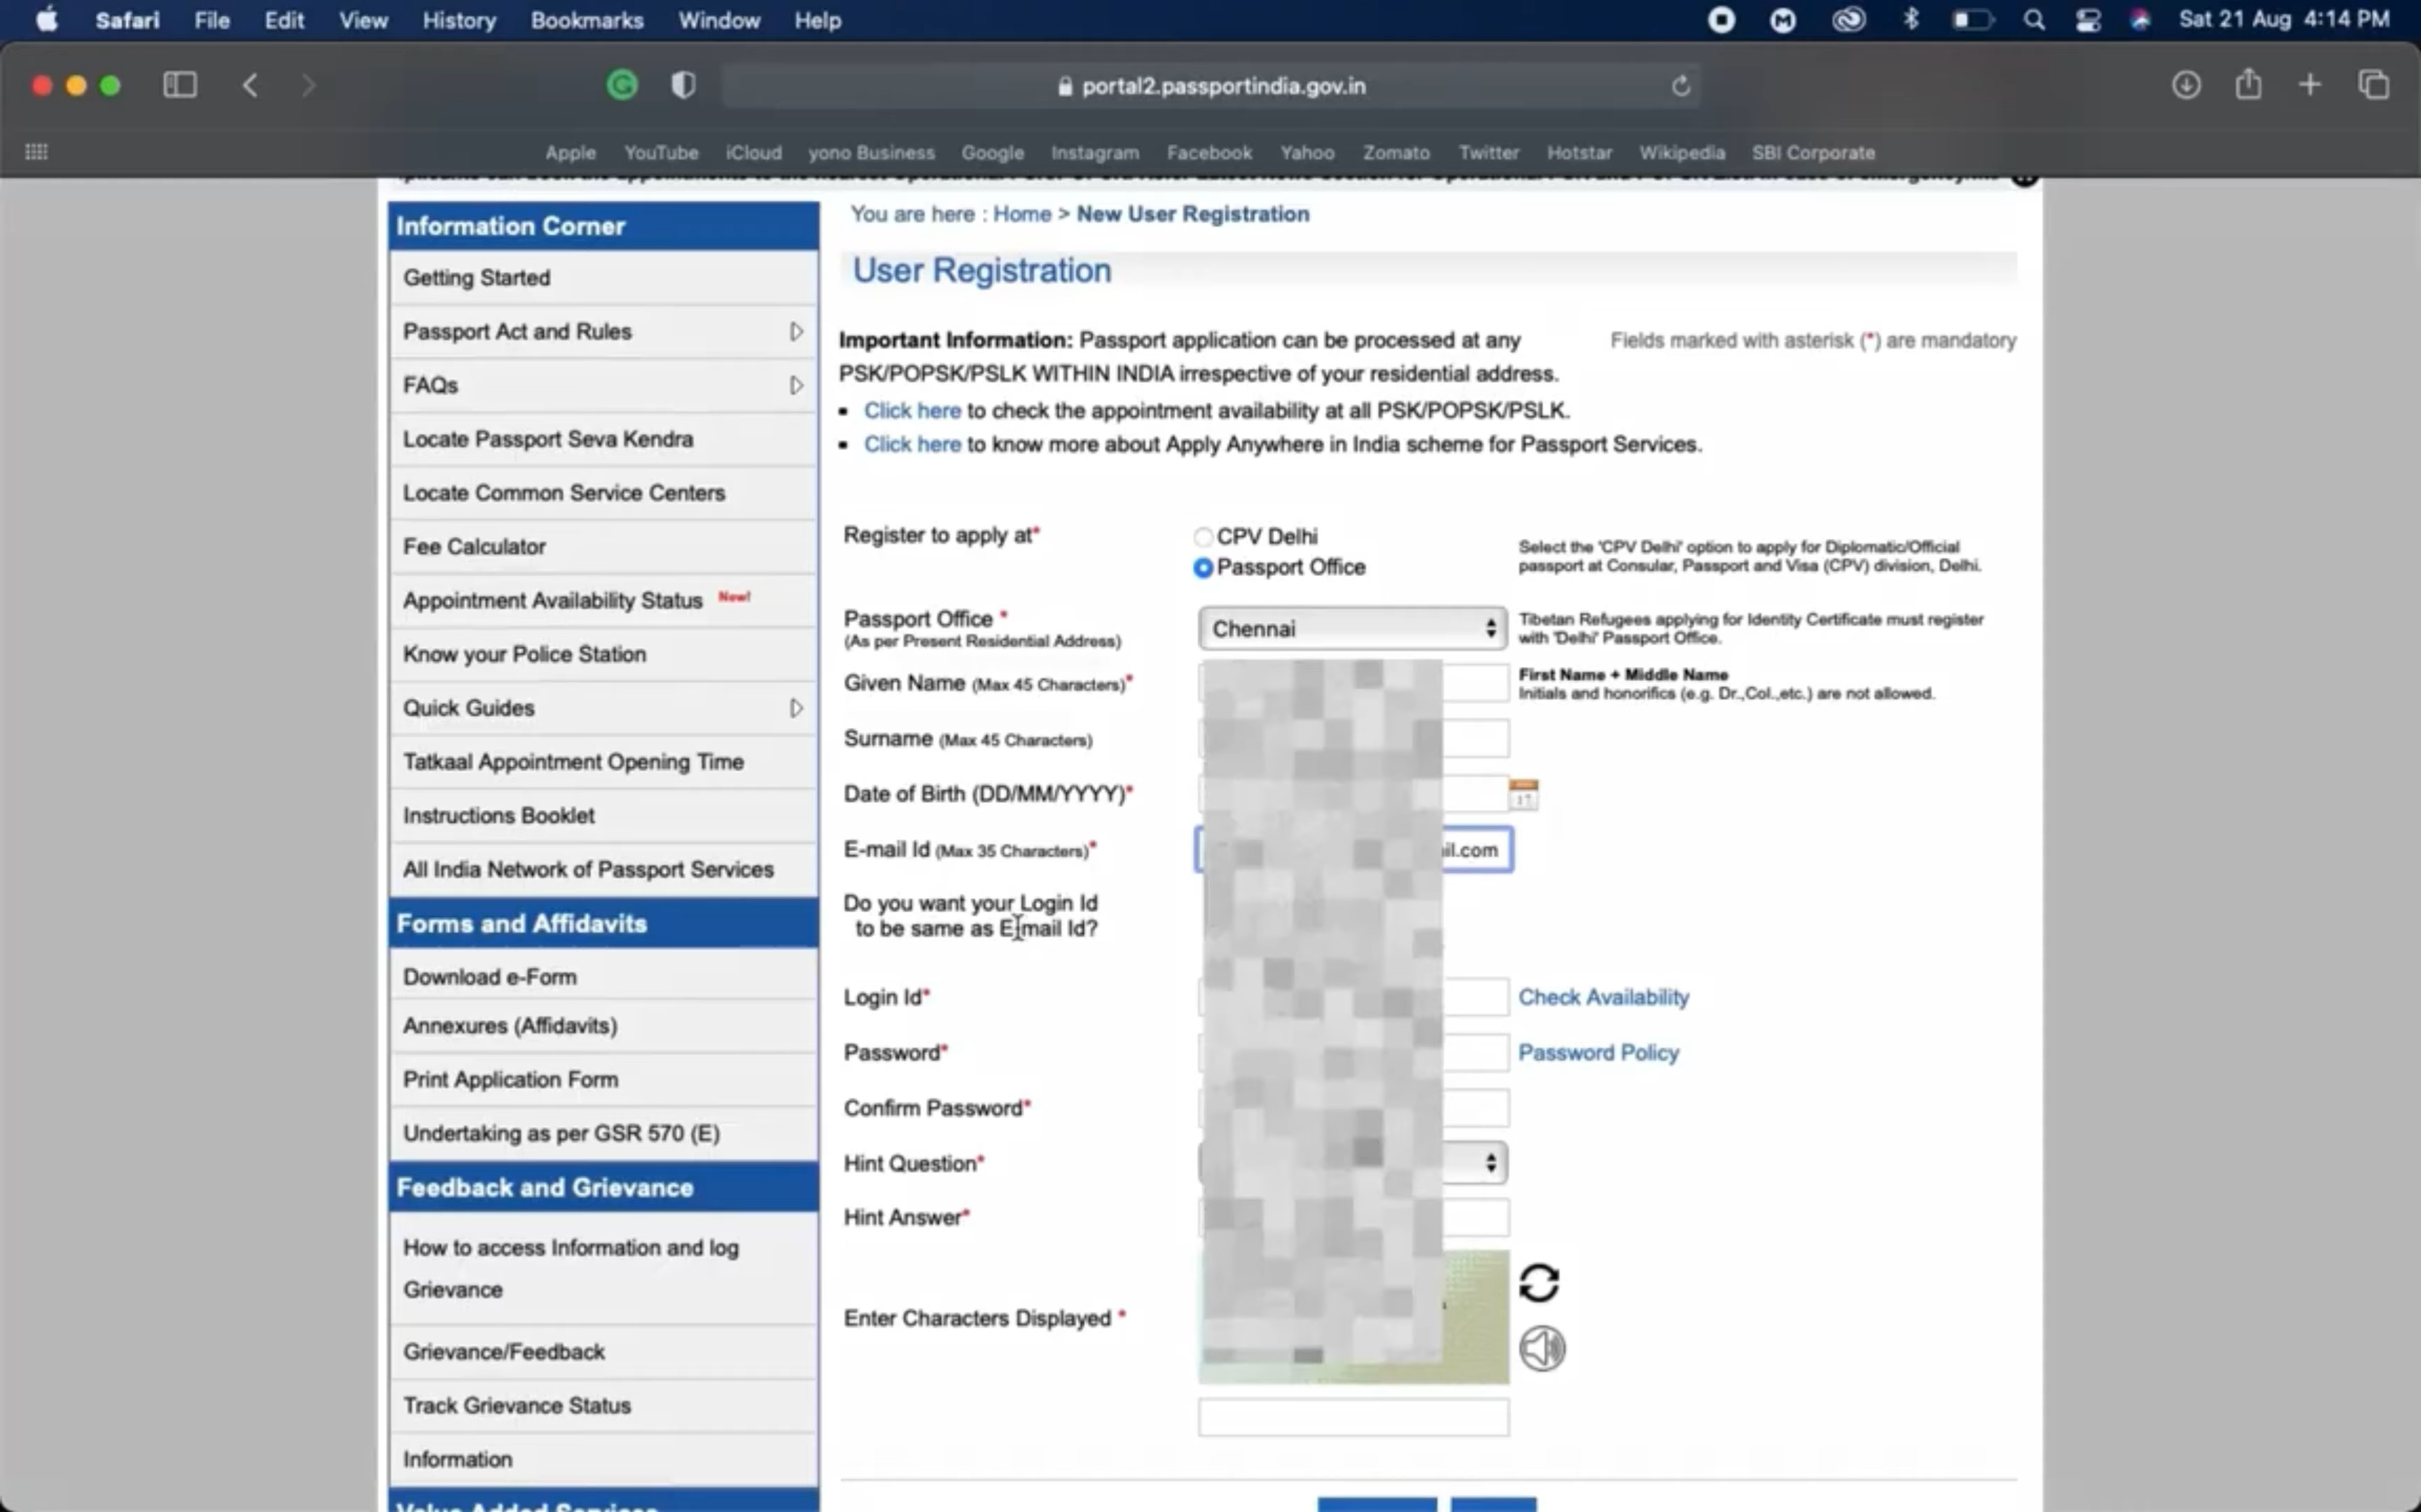 Safari File Edit View History Bookmarks Window Help Sat 21 Aug 4:14 PM
portal2.passportindia.gov.in
Apple YouTube iCloud yono Business Google Instagram Facebook Yahoo Zomato Twitter Hotstar Wikipedia SBI Corporate
Information Corner
Getting Started
Passport Act and Rules
FAQs
Locate Passport Seva Kendra
Locate Common Service Centers
Fee Calculator
Appointment Availability Status New!
Know your Police Station
Quick Guides
Tatkaal Appointment Opening Time
Instructions Booklet
All India Network of Passport Services
Forms and Affidavits
Download e-Form
Annexures (Affidavits)
Print Application Form
Undertaking as per GSR 570 (E)
Feedback and Grievance
How to access Information and log
Grievance
Grievance/Feedback
Track Grievance Status
Information
You are here : Home > New User Registration
User Registration
Important Information: Passport application can be processed at any
PSK/POPSK/PSLK WITHIN INDIA irrespective of your residential address.
Fields marked with asterisk (*) are mandatory
Click here to check the appointment availability at all PSK/POPSK/PSLK.
Click here to know more about Apply Anywhere in India scheme for Passport Services.
Register to apply at*
CPV Delhi
Passport Office
Select the 'CPV Delhi' option to apply for Diplomatic/Official
passport at Consular, Passport and Visa (CPV) division, Delhi.
Passport Office *
(As per Present Residential Address)
Chennai
Tibetan Refugees applying for Identity Certificate must register
with 'Delhi' Passport Office.
Given Name (Max 45 Characters)*
First Name + Middle Name
Initials and honorifics (e.g. Dr.,Col.,etc.) are not allowed.
Surname (Max 45 Characters)
Date of Birth (DD/MM/YYYY)*
E-mail Id (Max 35 Characters)*
il.com
Do you want your Login Id
to be same as E-mail Id?
Login Id*
Check Availability
Password*
Password Policy
Confirm Password*
Hint Question*
Hint Answer*
Enter Characters Displayed *